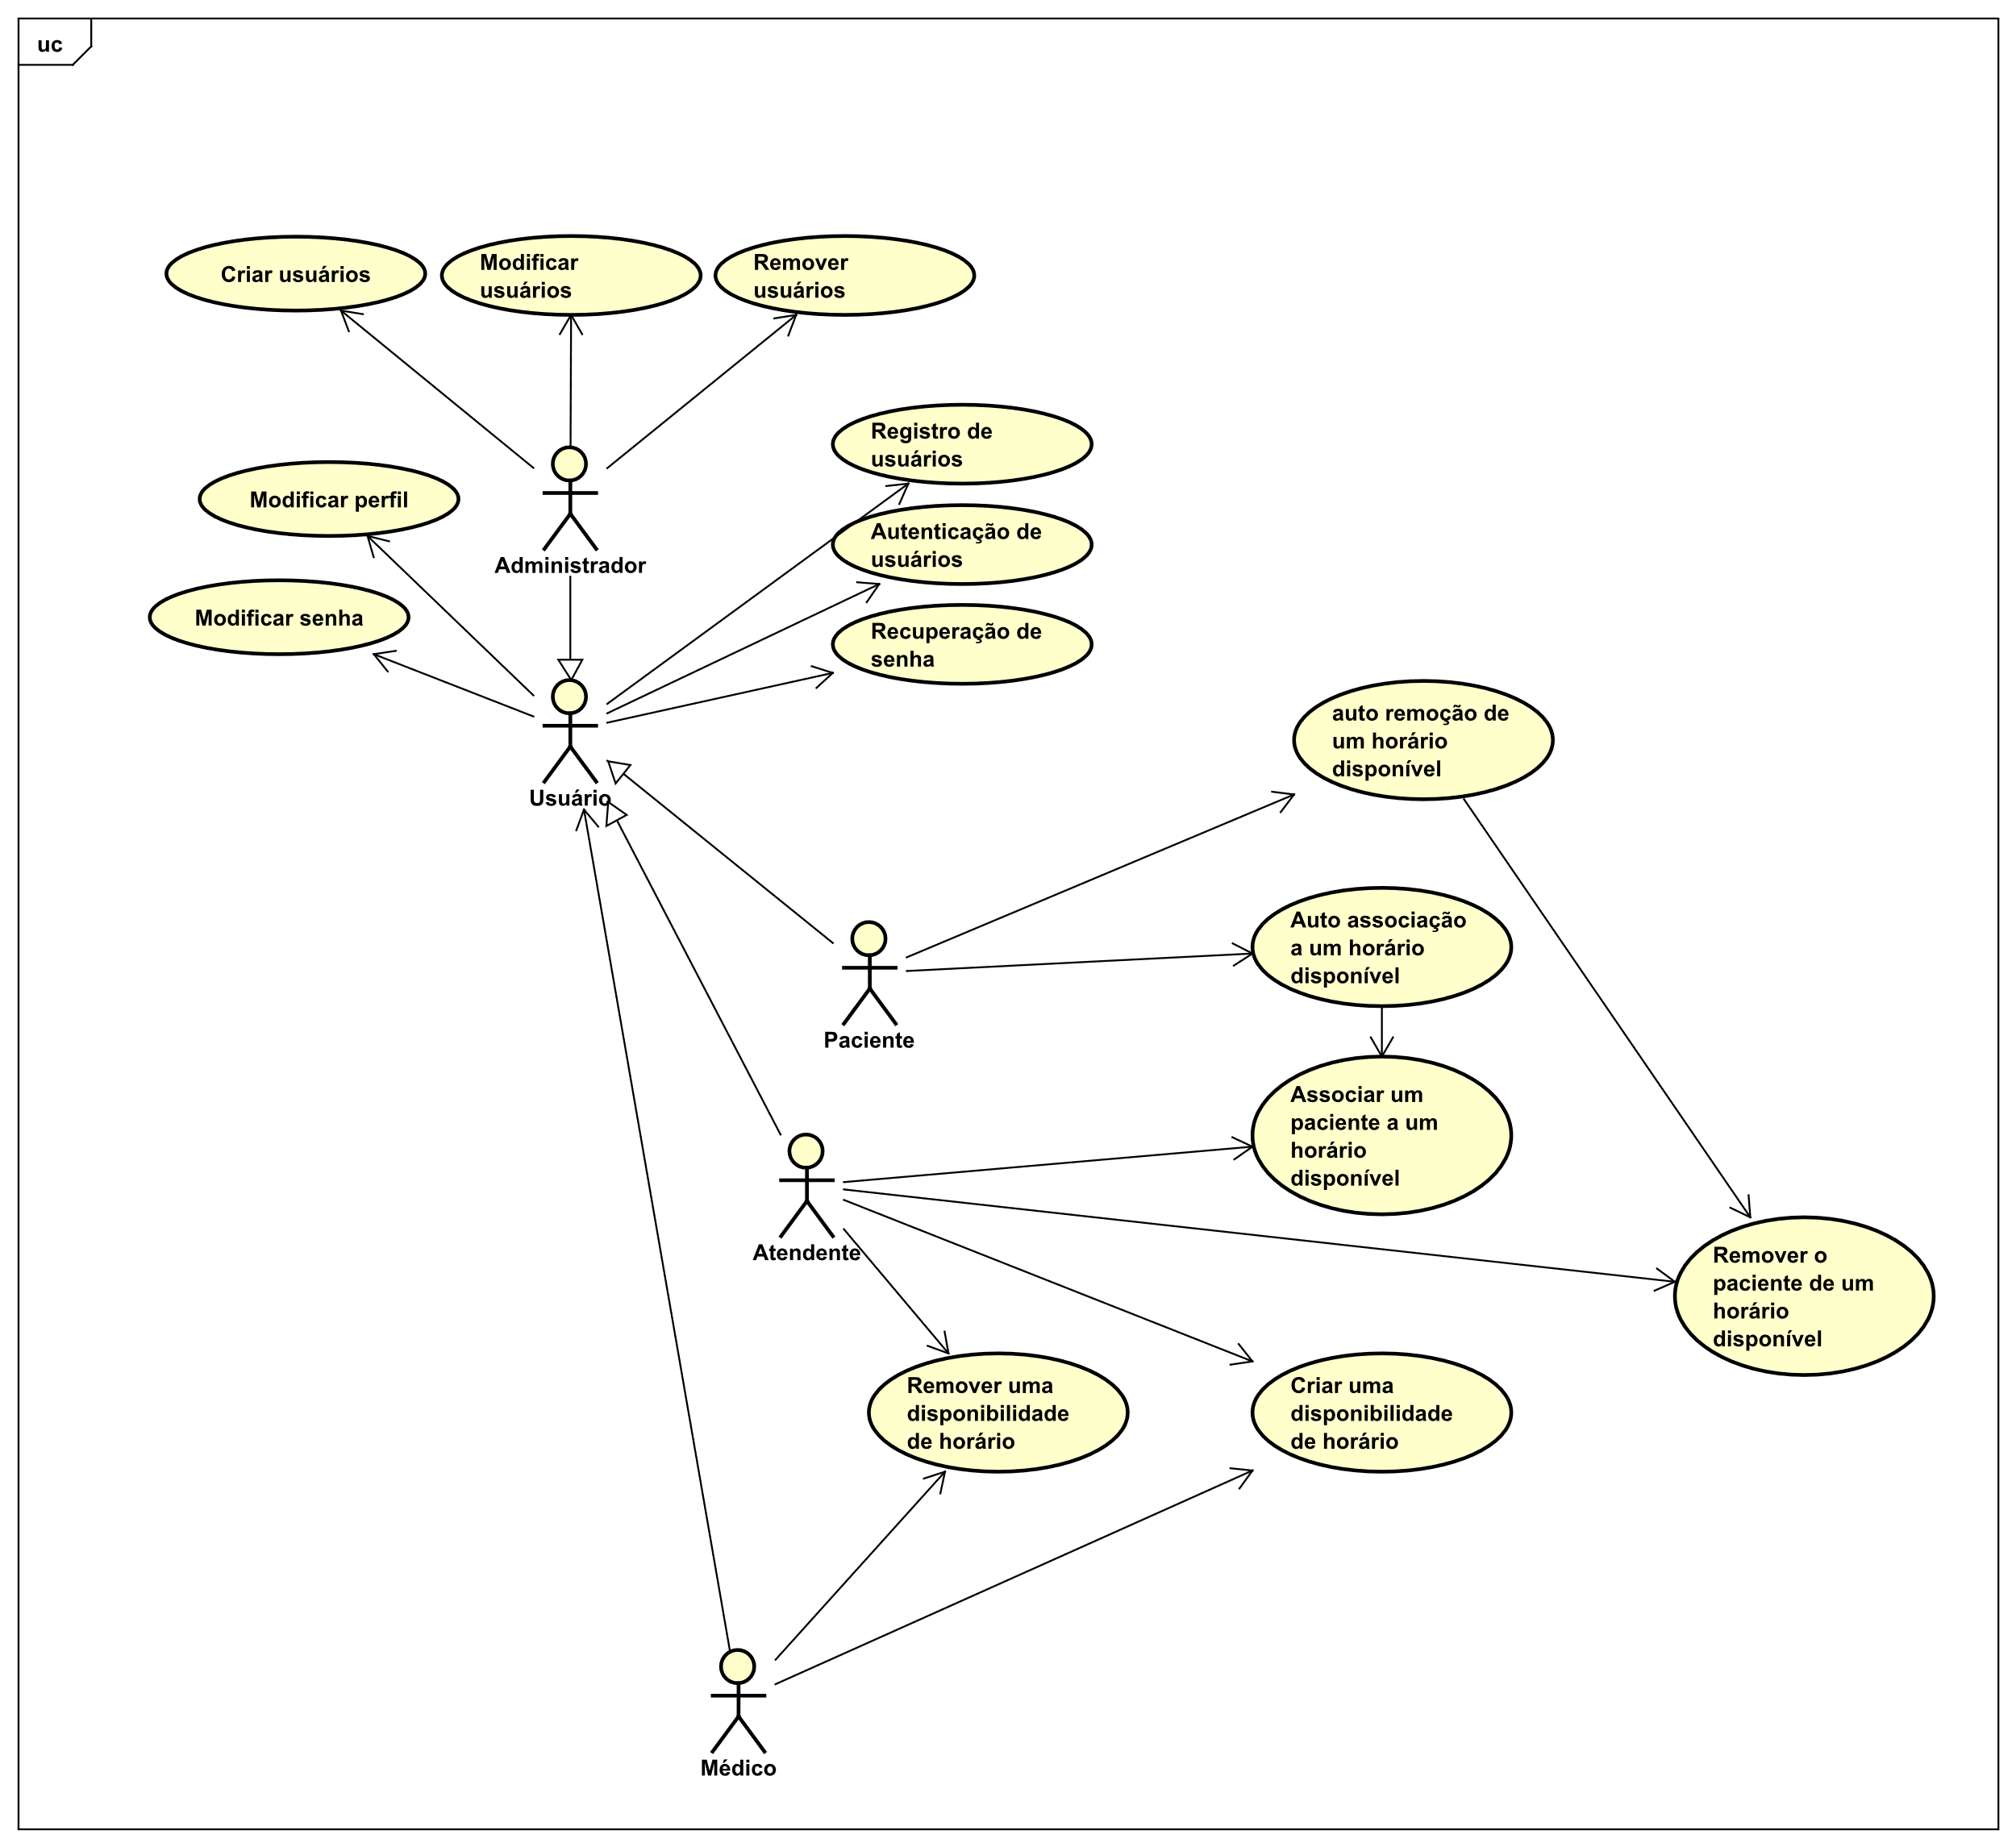 uc
Criar usuários
Modificar
usuários
Remover
usuários
Registro de
usuários
Modificar perfil
Autenticação de
usuários
Administrador
Modificar senha
Recuperação de
senha
auto remoção de
um horário
disponível
Usuário
Auto associação
a um horário
disponível
Paciente
Associar um
paciente a um
horário
disponível
Atendente
Remover o
paciente de um
horário
disponível
Remover uma
disponibilidade
de horário
Criar uma
disponibilidade
de horário
Médico